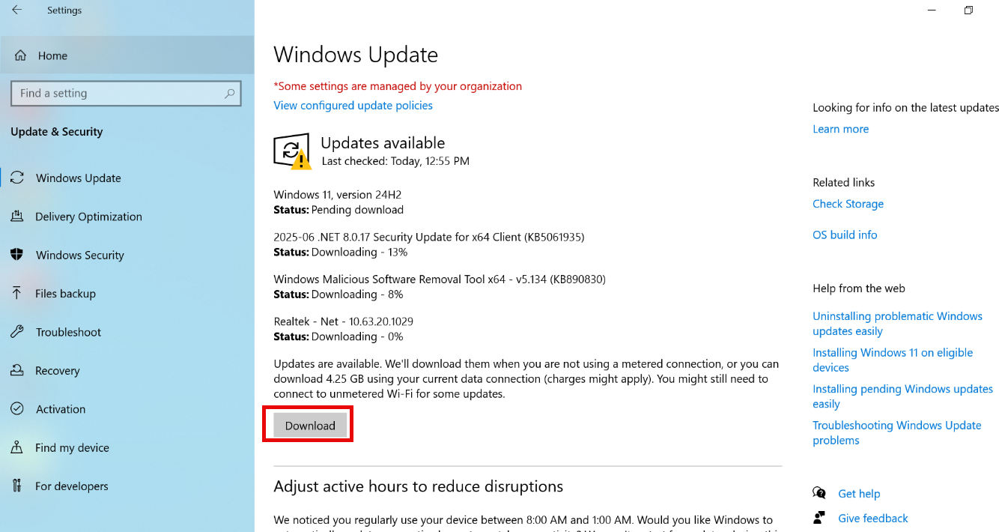 Settings
Home
Find a setting
Update & Security
Windows Update
Delivery Optimization
Windows Security
Files backup
Troubleshoot
Recovery
Activation
Find my device
For developers
Windows Update
*Some settings are managed by your organization
View configured update policies
Updates available
Last checked: Today, 12:55 PM
Windows 11, version 24H2
Status: Pending download
2025-06 .NET 8.0.17 Security Update for x64 Client (KB5061935)
Status: Downloading - 13%
Windows Malicious Software Removal Tool x64 - v5.134 (KB890830)
Status: Downloading - 8%
Realtek - Net - 10.63.20.1029
Status: Downloading - 0%
Updates are available. We'll download them when you are not using a metered connection, or you can
download 4.25 GB using your current data connection (charges might apply). You might still need to
connect to unmetered Wi-Fi for some updates.
Download
Adjust active hours to reduce disruptions
We noticed you regularly use your device between 8:00 AM and 1:00 AM. Would you like Windows to
Looking for info on the latest updates
Learn more
Related links
Check Storage
OS build info
Help from the web
Uninstalling problematic Windows
updates easily
Installing Windows 11 on eligible
devices
Installing pending Windows updates
easily
Troubleshooting Windows Update
problems
Get help
Give feedback